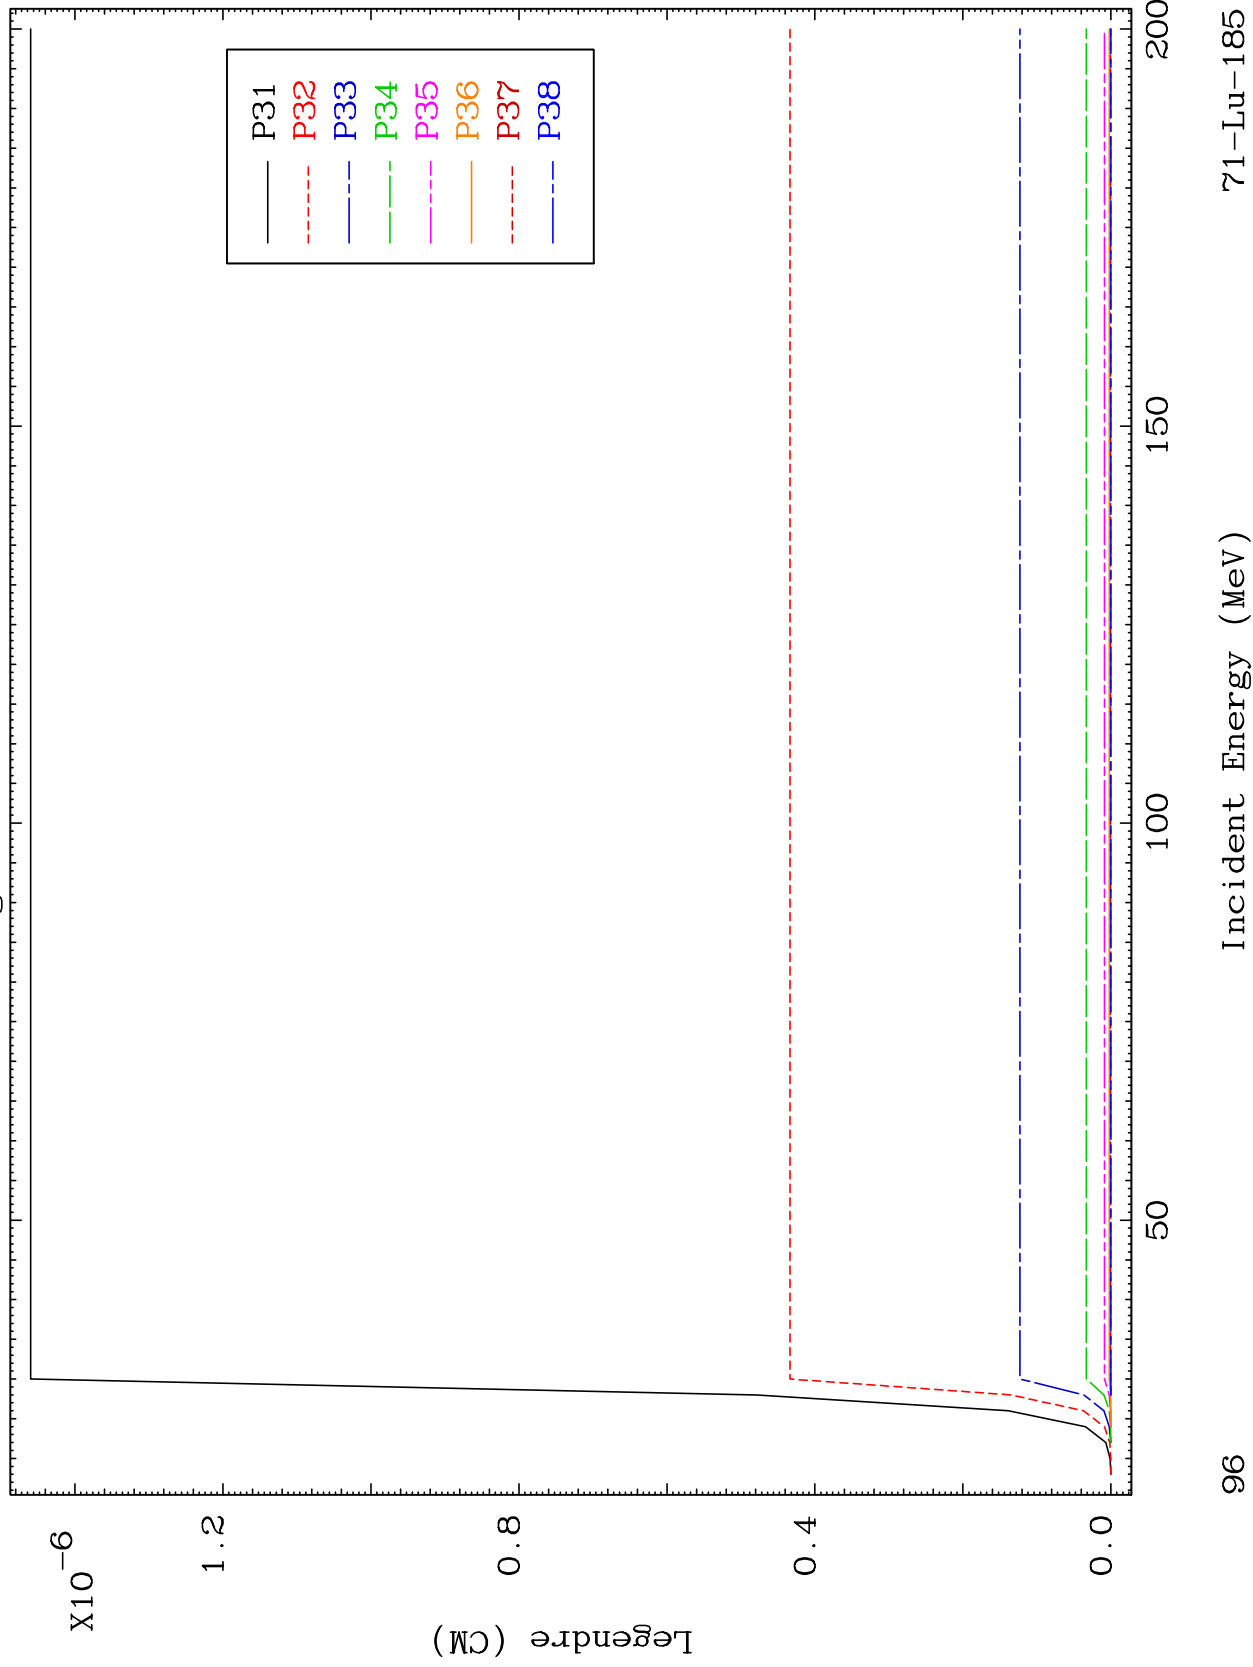 X10-6
1.2
0.8
0.4
0.0
Legendre (CM)
P31
P32
P33
P34
P35
P36
P37
P38
50
100
150
200
Incident Energy (MeV)
96
71-Lu-185